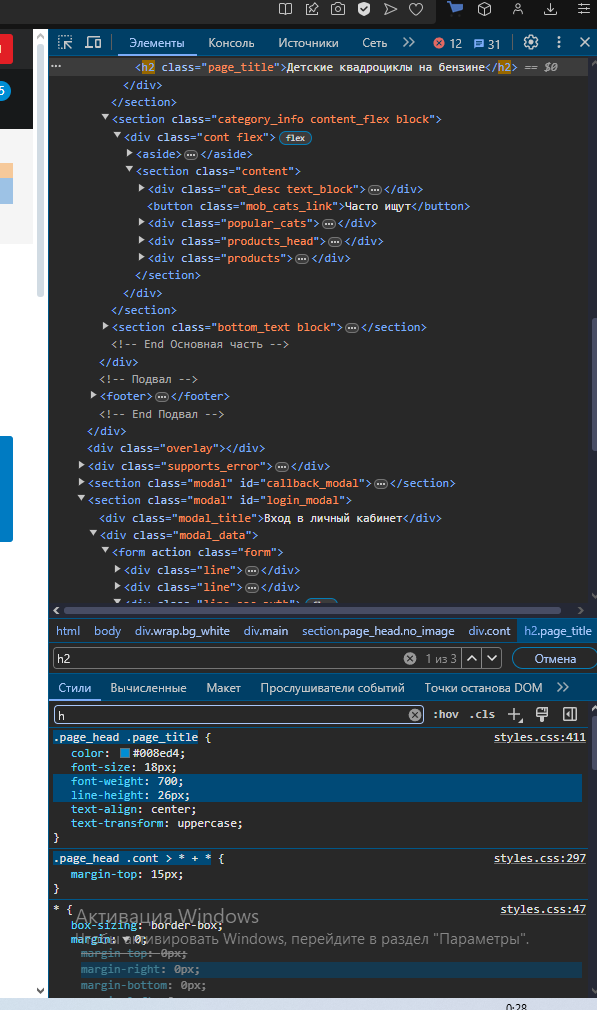 5
Элементы Консоль Источники Сеть 12 31
... <h2 class="page_title">Детские квадроциклы на бензине</h2> == $0
</div>
</section>
<section class="category_info content_flex block">
<div class="cont flex"> flex
<aside>…</aside>
<section class="content">
<div class="cat_desc text_block">…</div>
<button class="mob_cats_link">Часто ищут</button>
<div class="popular_cats">…</div>
<div class="products_head">…</div>
<div class="products">…</div>
</section>
</div>
</section>
<section class="bottom_text block">…</section>
<!-- End Основная часть -->
</div>
<!-- Подвал -->
<footer>…</footer>
<!-- End Подвал -->
</div>
<div class="overlay"></div>
<div class="supports_error">…</div>
<section class="modal" id="callback_modal">…</section>
<section class="modal" id="login_modal">
<div class="modal_title">Вход в личный кабинет</div>
<div class="modal_data">
<form action class="form">
<div class="line">…</div>
<div class="line">…</div>
html body div.wrap.bg_white div.main section.page_head.no_image div.cont h2.page_title
h2 1 из 3 Отмена
Стили Вычисленные Макет Прослушиватели событий Точки останова DOM
h :hov .cls
.page_head .page_title { styles.css:411
color: #008ed4;
font-size: 18px;
font-weight: 700;
line-height: 26px;
text-align: center;
text-transform: uppercase;
}
.page_head .cont > * + * { styles.css:297
margin-top: 15px;
}
* { styles.css:47
Активация Windows
box-sizing: border-box;
Чтобы активировать Windows, перейдите в раздел "Параметры".
margin: 0;
margin-top: 0px;
margin-right: 0px;
margin-bottom: 0px;
0:28